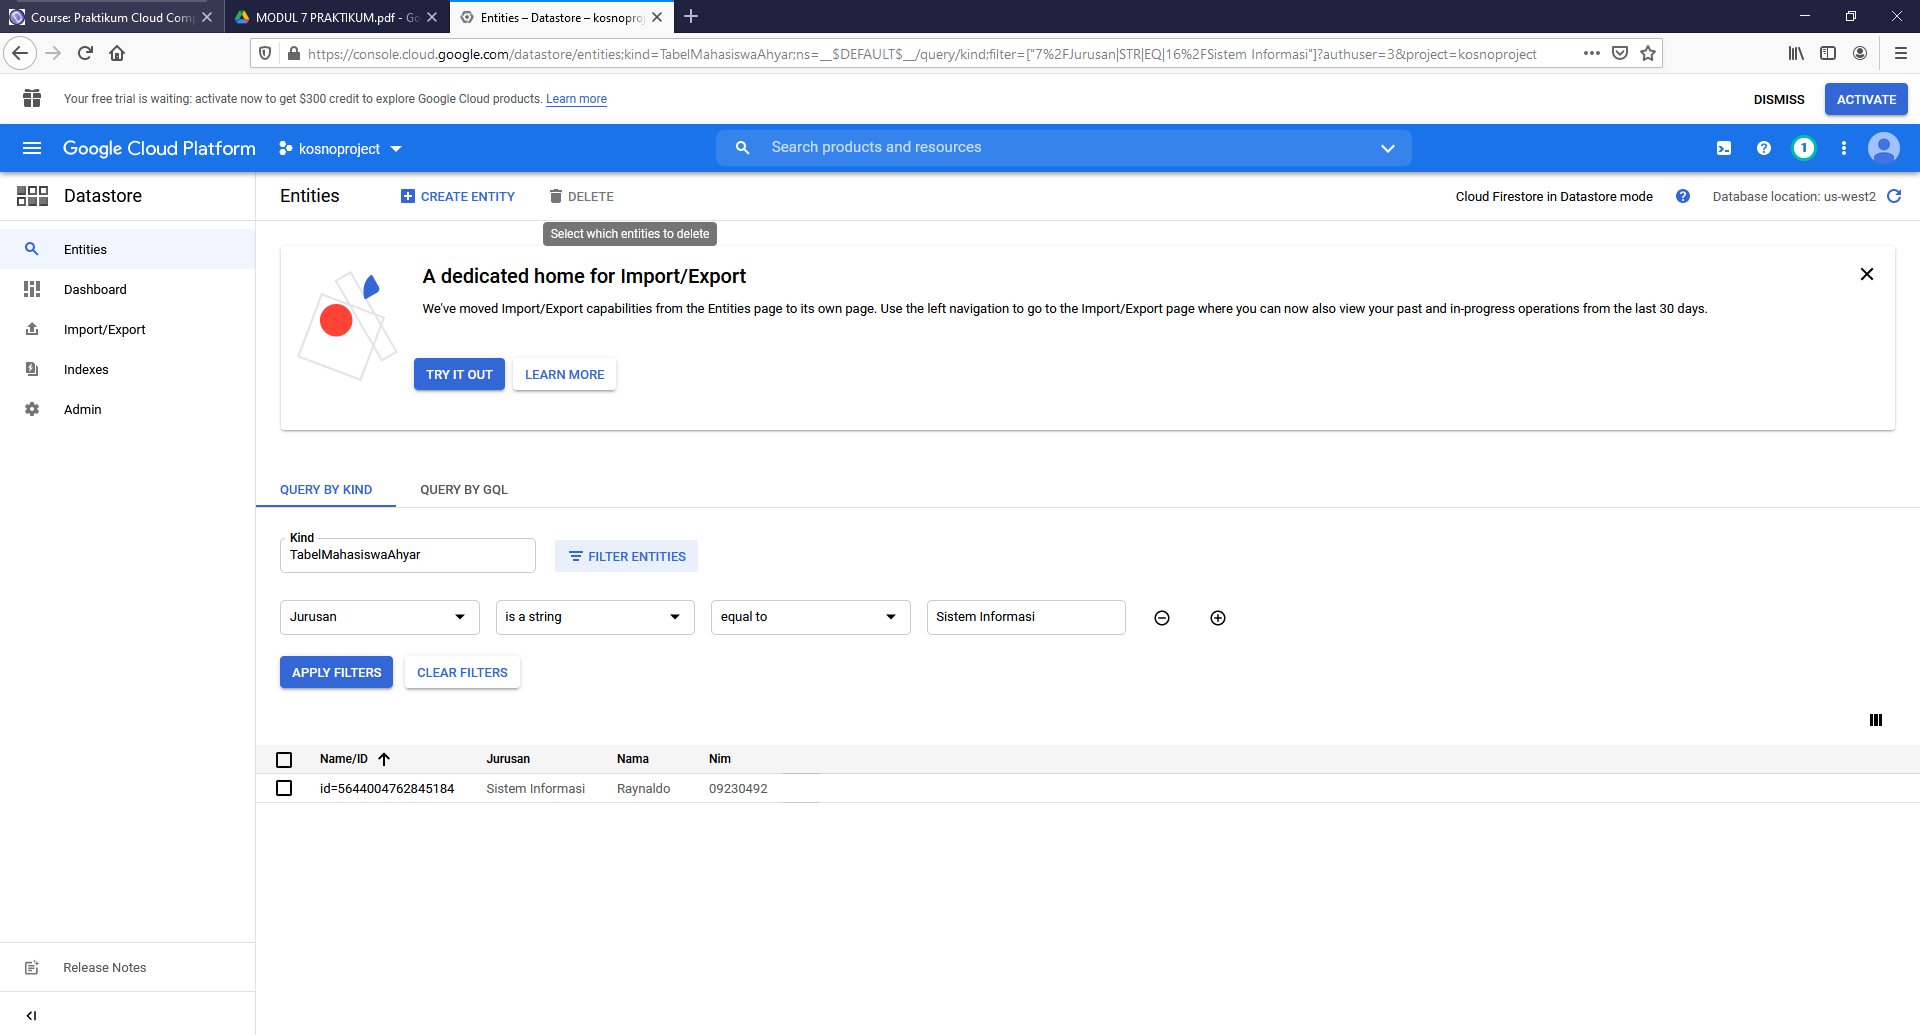 Course: Praktikum Cloud Com
MODUL 7 PRAKTIKUM.pdf - Go
Entities – Datastore – kosnoproj
https://console.cloud.google.com/datastore/entities;kind=TabelMahasiswaAhyar;ns=__$DEFAULT$__/query/kind;filter=["7%2FJurusan|STR|EQ|16%2FSistem Informasi"]?authuser=3&project=kosnoproject
Your free trial is waiting: activate now to get $300 credit to explore Google Cloud products. Learn more
DISMISS
ACTIVATE
Google Cloud Platform
kosnoproject
Search products and resources
1
Datastore
Entities
CREATE ENTITY
DELETE
Cloud Firestore in Datastore mode
Database location: us-west2
Select which entities to delete
Entities
Dashboard
Import/Export
Indexes
Admin
A dedicated home for Import/Export
We've moved Import/Export capabilities from the Entities page to its own page. Use the left navigation to go to the Import/Export page where you can now also view your past and in-progress operations from the last 30 days.
TRY IT OUT
LEARN MORE
QUERY BY KIND
QUERY BY GQL
Kind
TabelMahasiswaAhyar
FILTER ENTITIES
Jurusan
is a string
equal to
Sistem Informasi
APPLY FILTERS
CLEAR FILTERS
Name/ID Jurusan Nama Nim
id=5644004762845184 Sistem Informasi Raynaldo 09230492
Release Notes